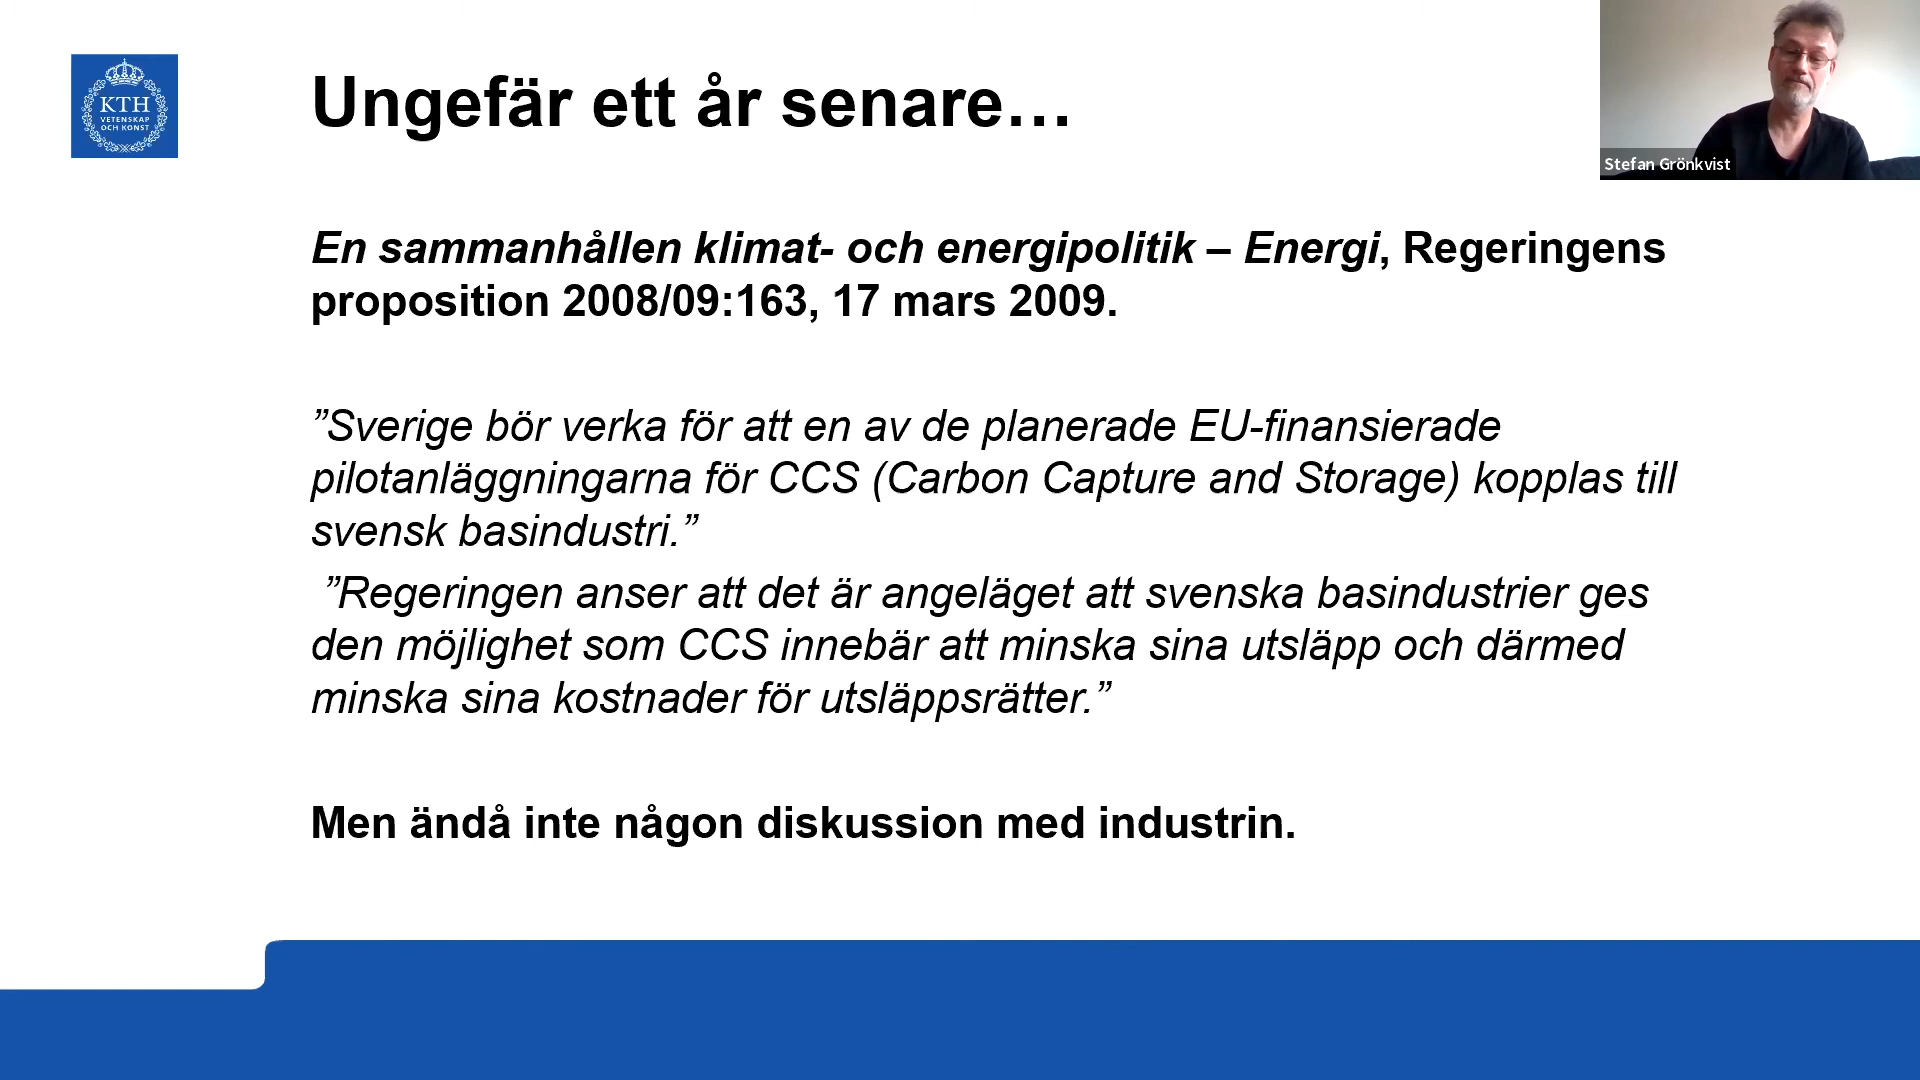 KTH
VETENSKAP
OCH KONST
Ungefär ett år senare…
Stefan Grönkvist
En sammanhållen klimat- och energipolitik – Energi, Regeringens
proposition 2008/09:163, 17 mars 2009.
”Sverige bör verka för att en av de planerade EU-finansierade
pilotanläggningarna för CCS (Carbon Capture and Storage) kopplas till
svensk basindustri.”
”Regeringen anser att det är angeläget att svenska basindustrier ges
den möjlighet som CCS innebär att minska sina utsläpp och därmed
minska sina kostnader för utsläppsrätter.”
Men ändå inte någon diskussion med industrin.